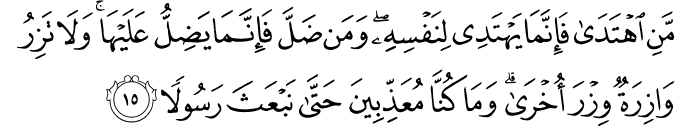 مَّنِ ٱهْتَدَىٰ فَإِنَّمَا يَهْتَدِى لِنَفْسِهِۦ ۖ وَمَن ضَلَّ فَإِنَّمَا يَضِلُّ عَلَيْهَا ۚ وَلَا تَزِرُ
وَازِرَةٌ وِزْرَ أُخْرَىٰ ۗ وَمَا كُنَّا مُعَذِّبِينَ حَتَّىٰ نَبْعَثَ رَسُولًا ۝١٥